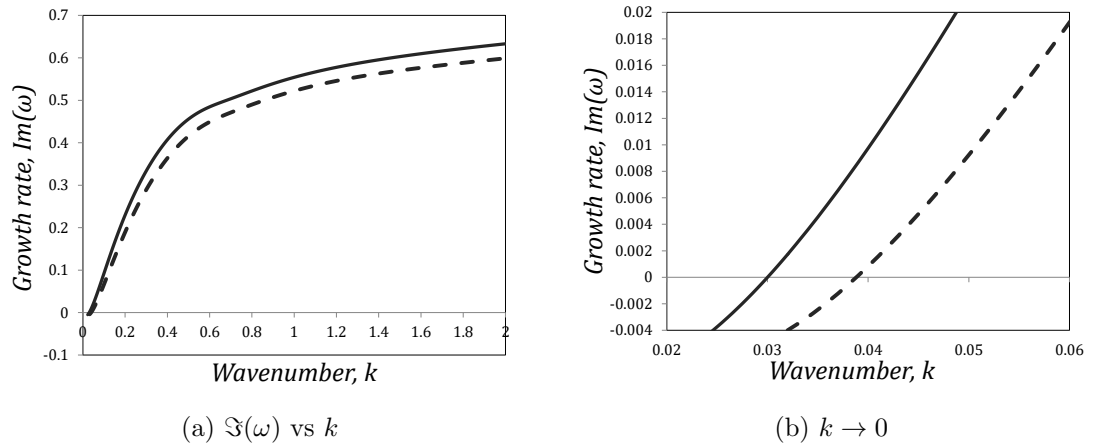 0.7
0.6
0.5
0.4
0.3
0.2
0.1
0
-0.1
Growth rate, Im(ω)
0 0.2 0.4 0.6 0.8 1 1.2 1.4 1.6 1.8 2
Wavenumber, k
(a) ℑ(ω) vs k
0.02
0.018
0.016
0.014
0.012
0.01
0.008
0.006
0.004
0.002
0
-0.002
-0.004
Growth rate, Im(ω)
0.02 0.03 0.04 0.05 0.06
Wavenumber, k
(b) k → 0